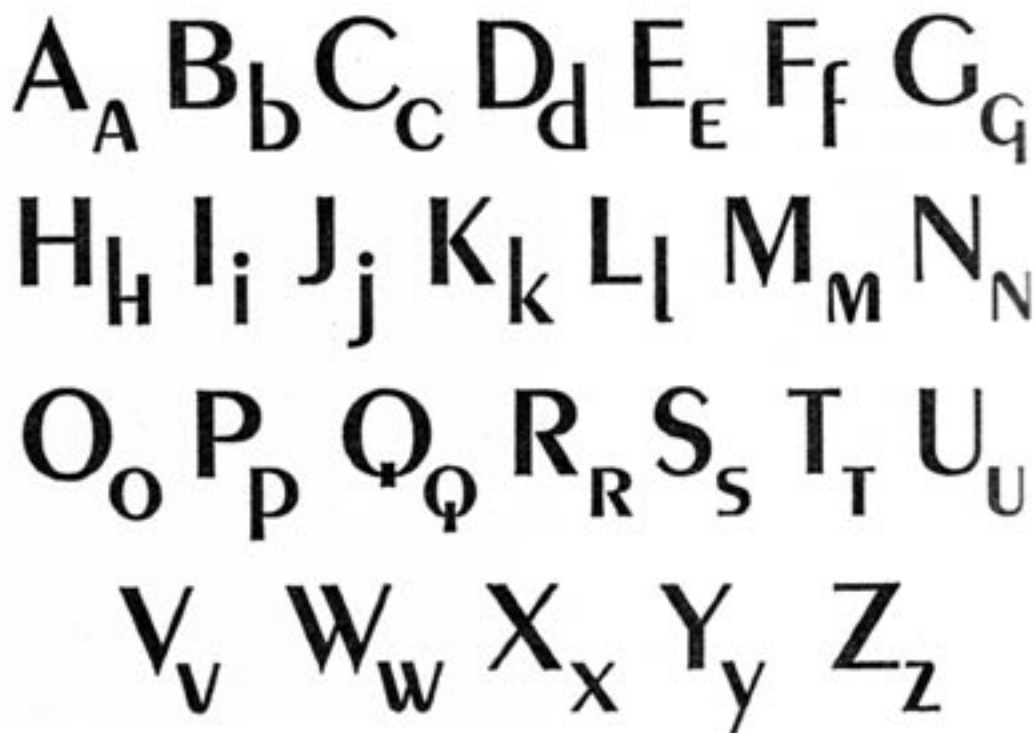 AA Bb Cc Dd EE Ff GG
Hh Ii Jj Kk Ll MM NN
Oo Pp QQ RR Ss TT UU
Vv Ww Xx Yy Zz